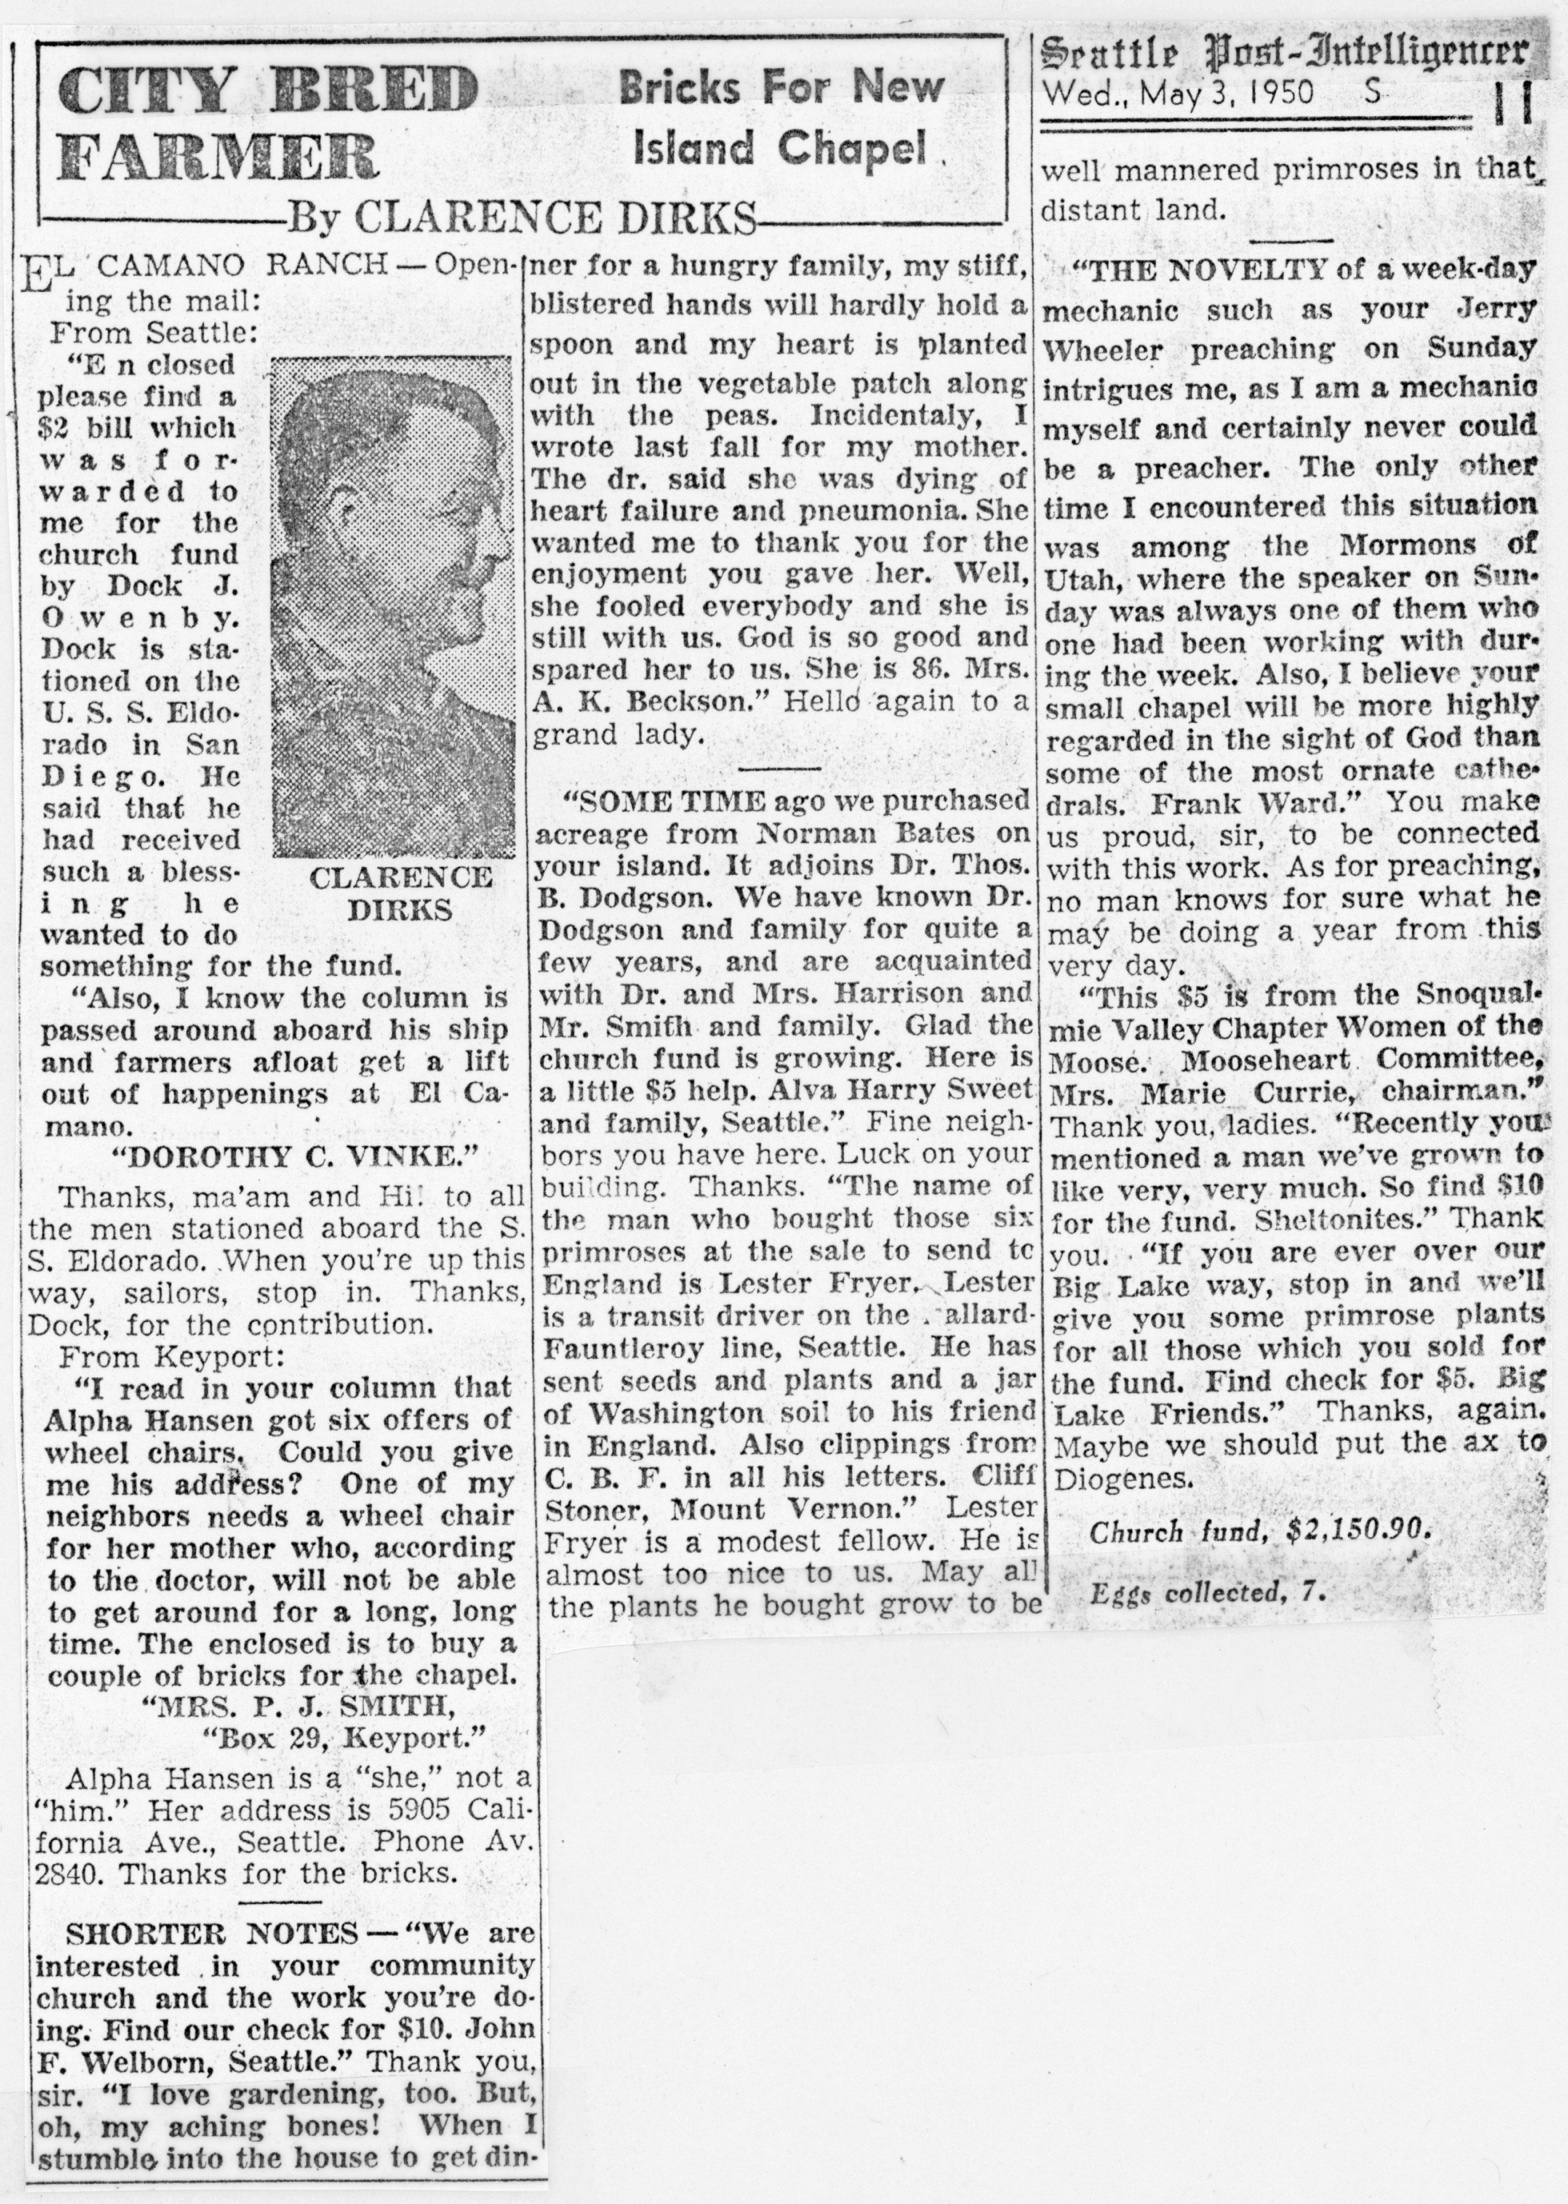 CITY BRED
FARMER
Bricks For New
Island Chapel
By CLARENCE DIRKS
EL CAMANO RANCH — Open-
ing the mail:
From Seattle:
“E n closed
please find a
$2 bill which
w a s f o r-
w a r d e d to
me for the
church fund
by Dock J.
O w e n b y.
Dock is sta-
tioned on the
U. S. S. Eldo-
rado in San
D i e g o. He
said that he
had received
such a bless-
i n g h e
wanted to do
something for the fund.
CLARENCE
DIRKS
“Also, I know the column is
passed around aboard his ship
and farmers afloat get a lift
out of happenings at El Ca-
mano.
“DOROTHY C. VINKE.”
Thanks, ma’am and Hi! to all
the men stationed aboard the S.
S. Eldorado. When you’re up this
way, sailors, stop in. Thanks,
Dock, for the contribution.
From Keyport:
“I read in your column that
Alpha Hansen got six offers of
wheel chairs. Could you give
me his address? One of my
neighbors needs a wheel chair
for her mother who, according
to the doctor, will not be able
to get around for a long, long
time. The enclosed is to buy a
couple of bricks for the chapel.
“MRS. P. J. SMITH,
“Box 29, Keyport.”
Alpha Hansen is a “she,” not a
“him.” Her address is 5905 Cali-
fornia Ave., Seattle. Phone Av.
2840. Thanks for the bricks.
SHORTER NOTES — “We are
interested in your community
church and the work you’re do-
ing. Find our check for $10. John
F. Welborn, Seattle.” Thank you,
sir. “I love gardening, too. But,
oh, my aching bones! When I
stumble into the house to get din-
ner for a hungry family, my stiff,
blistered hands will hardly hold a
spoon and my heart is planted
out in the vegetable patch along
with the peas. Incidentaly, I
wrote last fall for my mother.
The dr. said she was dying of
heart failure and pneumonia. She
wanted me to thank you for the
enjoyment you gave her. Well,
she fooled everybody and she is
still with us. God is so good and
spared her to us. She is 86. Mrs.
A. K. Beckson.” Hello again to a
grand lady.
“SOME TIME ago we purchased
acreage from Norman Bates on
your island. It adjoins Dr. Thos.
B. Dodgson. We have known Dr.
Dodgson and family for quite a
few years, and are acquainted
with Dr. and Mrs. Harrison and
Mr. Smith and family. Glad the
church fund is growing. Here is
a little $5 help. Alva Harry Sweet
and family, Seattle.” Fine neigh-
bors you have here. Luck on your
building. Thanks. “The name of
the man who bought those six
primroses at the sale to send to
England is Lester Fryer. Lester
is a transit driver on the allard-
Fauntleroy line, Seattle. He has
sent seeds and plants and a jar
of Washington soil to his friend
in England. Also clippings from
C. B. F. in all his letters. Cliff
Stoner, Mount Vernon.” Lester
Fryer is a modest fellow. He is
almost too nice to us. May all
the plants he bought grow to be
Seattle Post-Intelligencer
Wed., May 3, 1950 S 11
well mannered primroses in that
distant land.
“THE NOVELTY of a week-day
mechanic such as your Jerry
Wheeler preaching on Sunday
intrigues me, as I am a mechanic
myself and certainly never could
be a preacher. The only other
time I encountered this situation
was among the Mormons of
Utah, where the speaker on Sun-
day was always one of them who
one had been working with dur-
ing the week. Also, I believe your
small chapel will be more highly
regarded in the sight of God than
some of the most ornate cathe-
drals. Frank Ward.” You make
us proud, sir, to be connected
with this work. As for preaching,
no man knows for sure what he
may be doing a year from this
very day.
“This $5 is from the Snoqual-
mie Valley Chapter Women of the
Moose. Mooseheart Committee,
Mrs. Marie Currie, chairman.”
Thank you, ladies. “Recently you
mentioned a man we’ve grown to
like very, very much. So find $10
for the fund. Sheltonites.” Thank
you. “If you are ever over our
Big Lake way, stop in and we’ll
give you some primrose plants
for all those which you sold for
the fund. Find check for $5. Big
Lake Friends.” Thanks, again.
Maybe we should put the ax to
Diogenes.
Church fund, $2,150.90.
Eggs collected, 7.